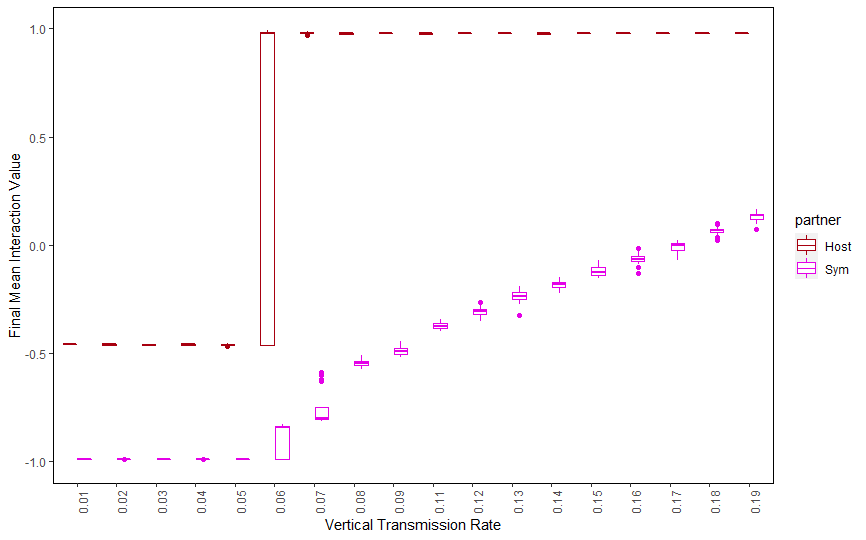 Final Mean Interaction Value
1.0
0.5
0.0
-0.5
-1.0
0.01 0.02 0.03 0.04 0.05 0.06 0.07 0.08 0.09 0.11 0.12 0.13 0.14 0.15 0.16 0.17 0.18 0.19
Vertical Transmission Rate
partner
Host
Sym